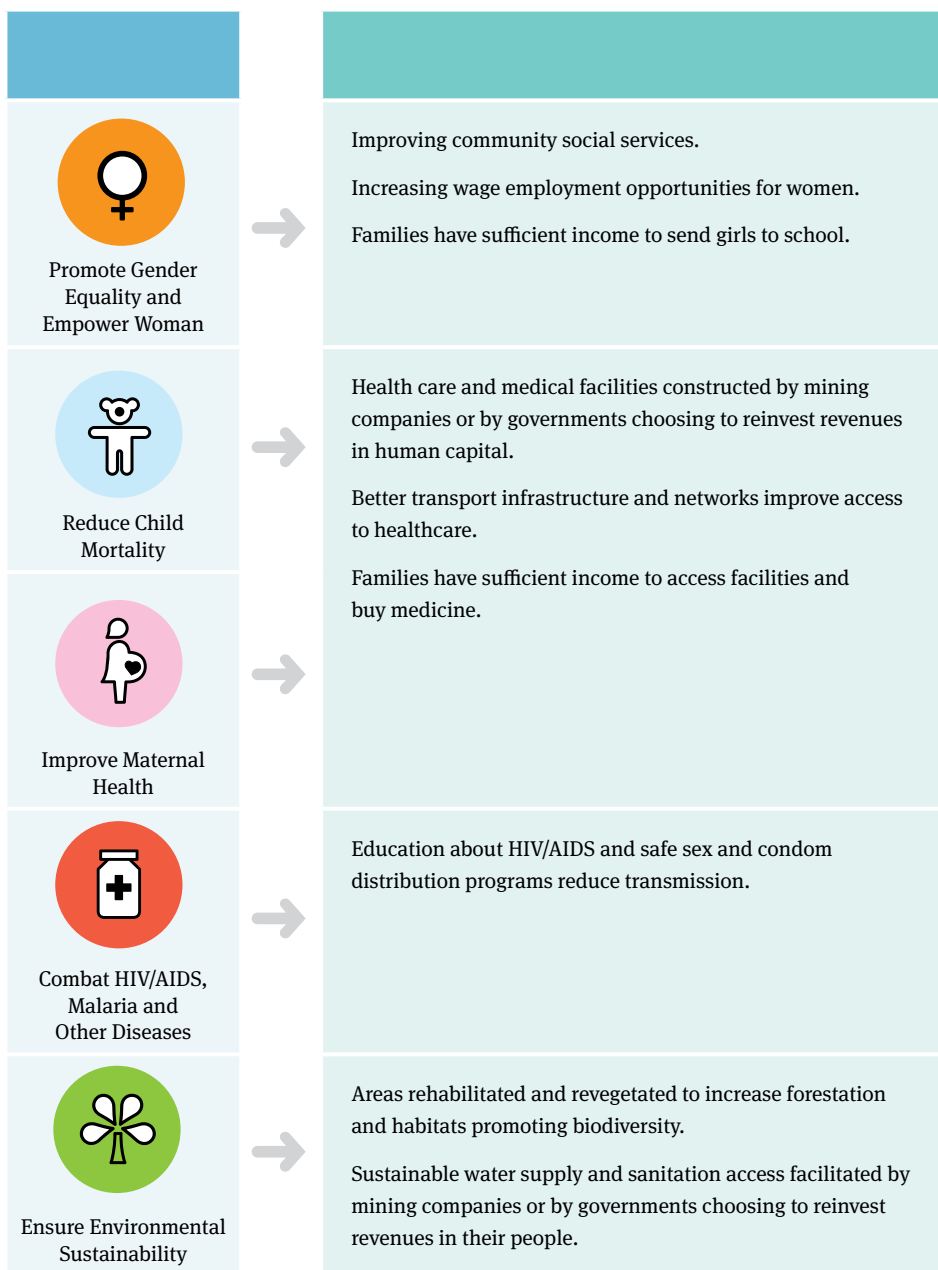 Promote Gender
Equality and
Empower Woman
Improving community social services.
Increasing wage employment opportunities for women.
Families have sufficient income to send girls to school.
Reduce Child
Mortality
Improve Maternal
Health
Health care and medical facilities constructed by mining
companies or by governments choosing to reinvest revenues
in human capital.
Better transport infrastructure and networks improve access
to healthcare.
Families have sufficient income to access facilities and
buy medicine.
Combat HIV/AIDS,
Malaria and
Other Diseases
Education about HIV/AIDS and safe sex and condom
distribution programs reduce transmission.
Ensure Environmental
Sustainability
Areas rehabilitated and revegetated to increase forestation
and habitats promoting biodiversity.
Sustainable water supply and sanitation access facilitated by
mining companies or by governments choosing to reinvest
revenues in their people.